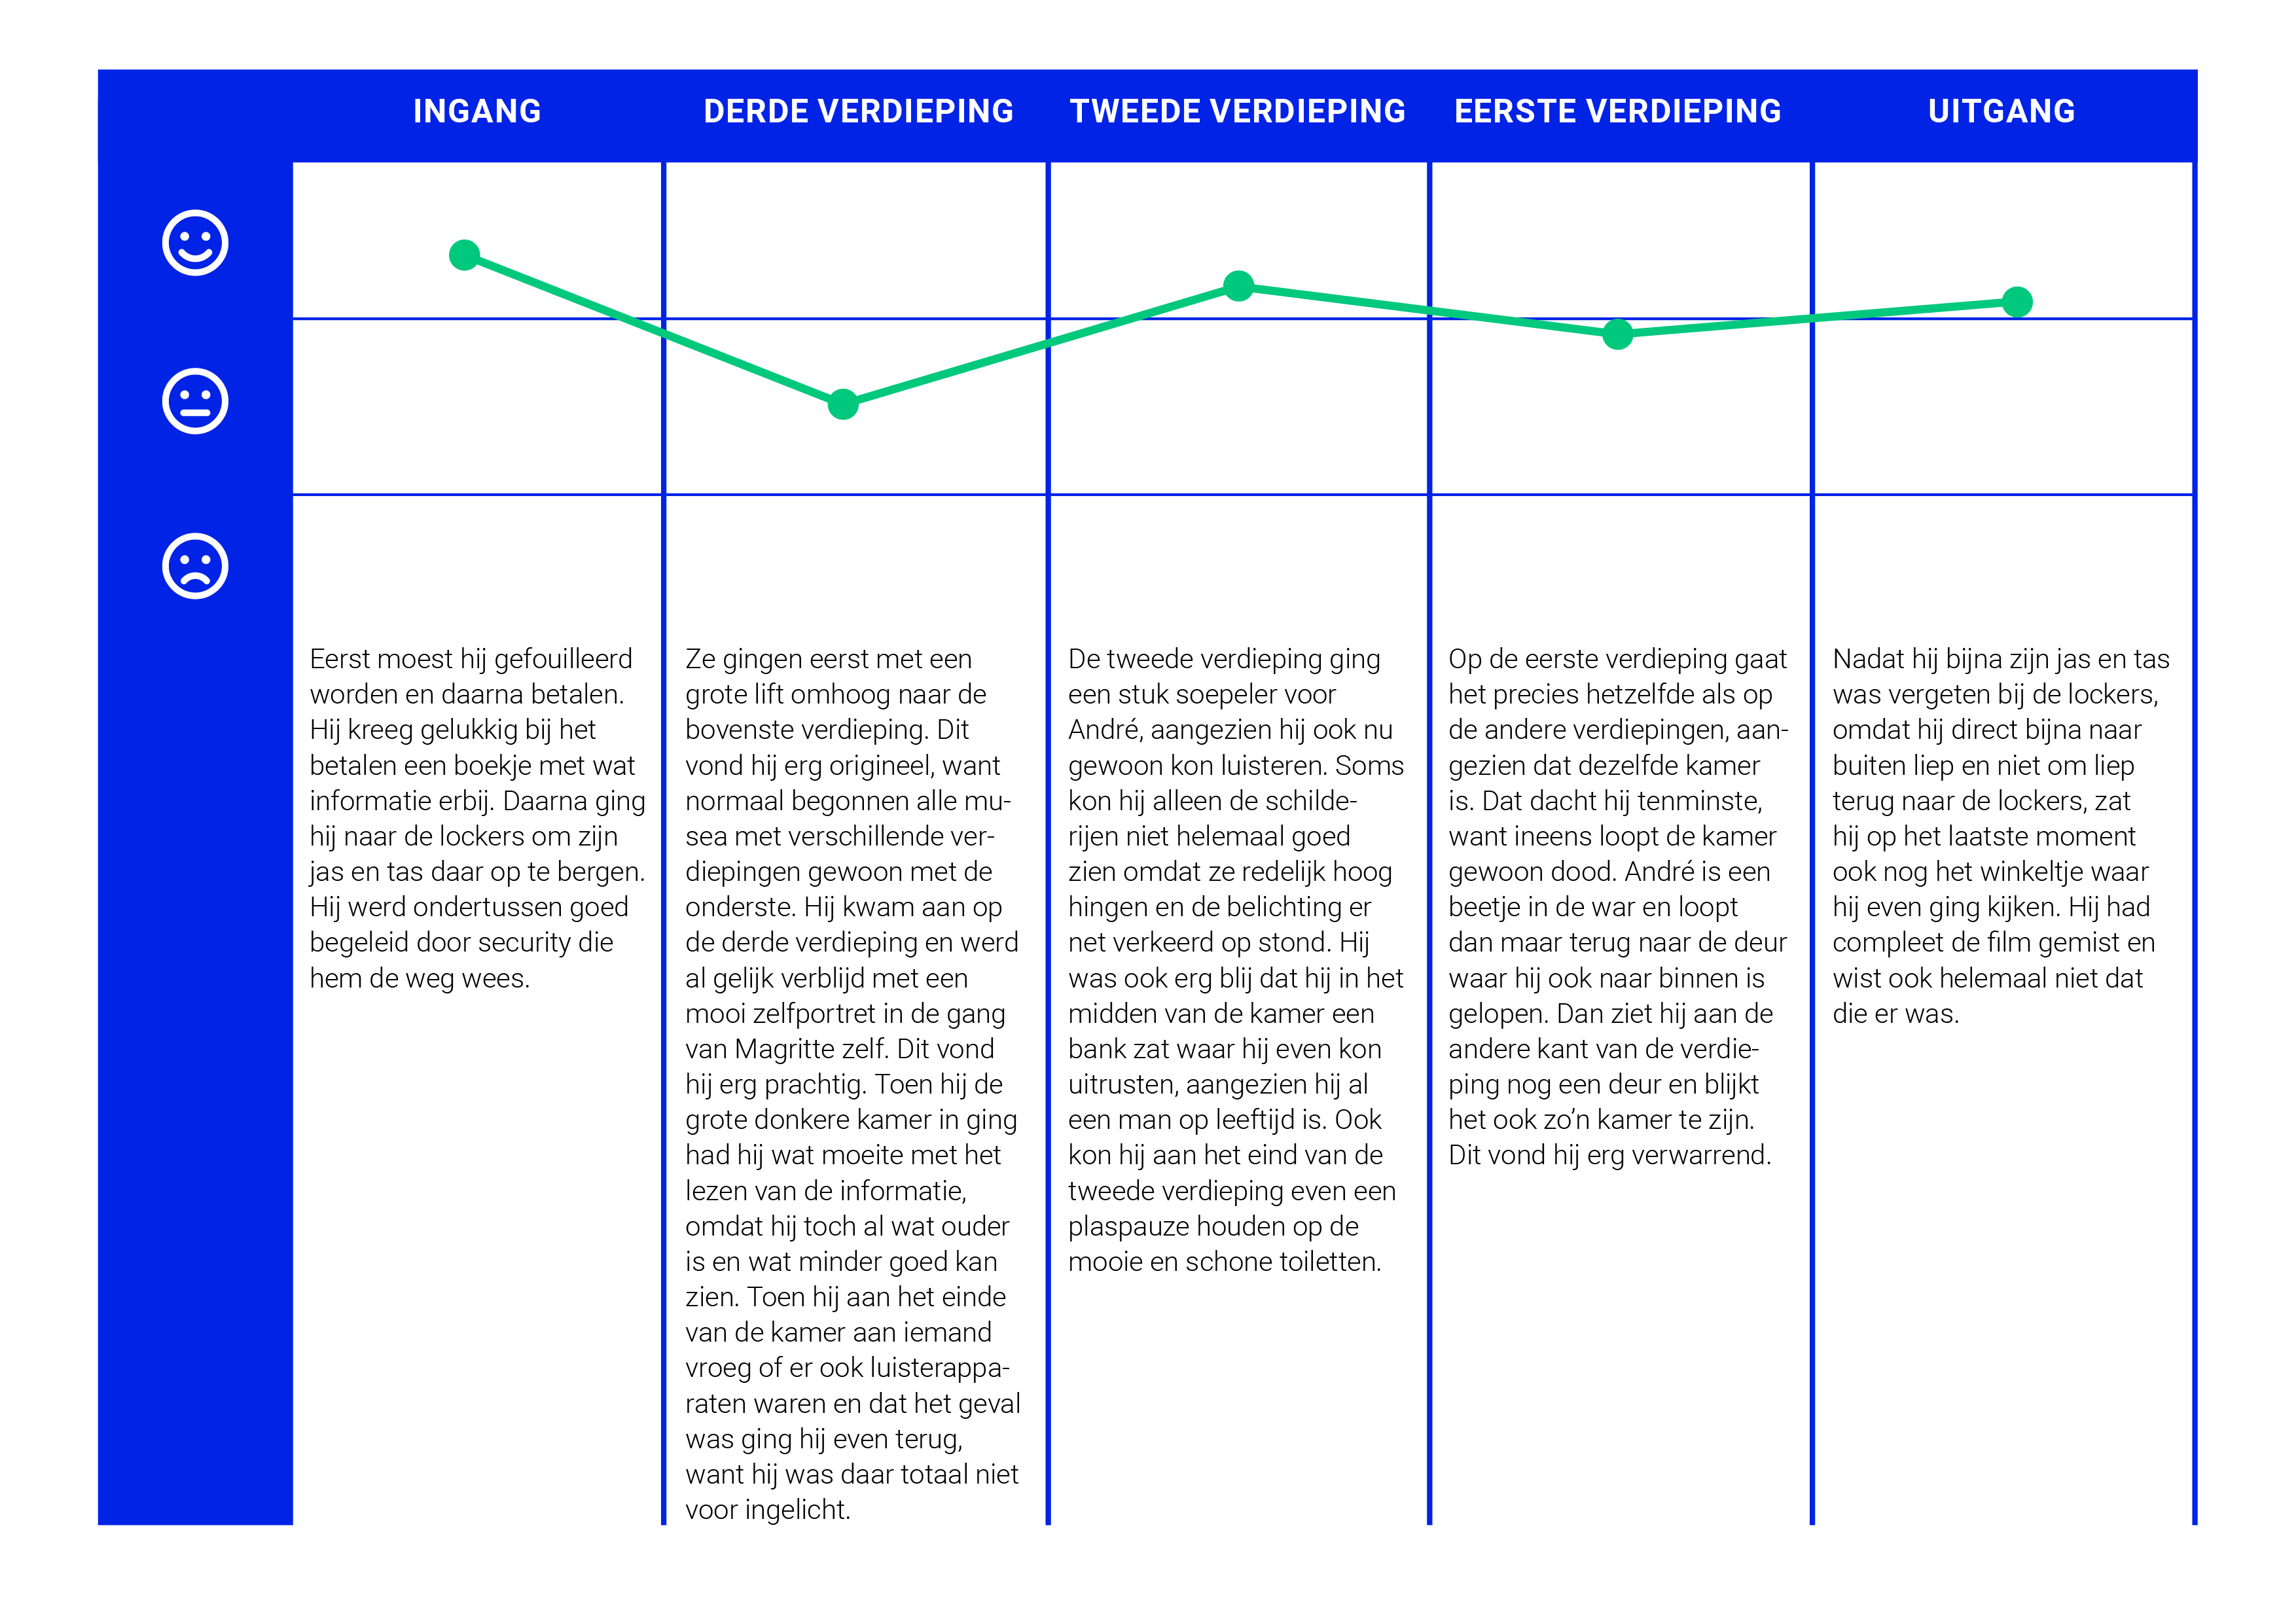 INGANG
DERDE VERDIEPING
TWEEDE VERDIEPING
EERSTE VERDIEPING
UITGANG
Eerst moest hij gefouilleerd
worden en daarna betalen.
Hij kreeg gelukkig bij het
betalen een boekje met wat
informatie erbij. Daarna ging
hij naar de lockers om zijn
jas en tas daar op te bergen.
Hij werd ondertussen goed
begeleid door security die
hem de weg wees.
Ze gingen eerst met een
grote lift omhoog naar de
bovenste verdieping. Dit
vond hij erg origineel, want
normaal begonnen alle mu-
sea met verschillende ver-
diepingen gewoon met de
onderste. Hij kwam aan op
de derde verdieping en werd
al gelijk verblijd met een
mooi zelfportret in de gang
van Magritte zelf. Dit vond
hij erg prachtig. Toen hij de
grote donkere kamer in ging
had hij wat moeite met het
lezen van de informatie,
omdat hij toch al wat ouder
is en wat minder goed kan
zien. Toen hij aan het einde
van de kamer aan iemand
vroeg of er ook luisterappa-
raten waren en dat het geval
was ging hij even terug,
want hij was daar totaal niet
voor ingelicht.
De tweede verdieping ging
een stuk soepeler voor
André, aangezien hij ook nu
gewoon kon luisteren. Soms
kon hij alleen de schilde-
rijen niet helemaal goed
zien omdat ze redelijk hoog
hingen en de belichting er
net verkeerd op stond. Hij
was ook erg blij dat hij in het
midden van de kamer een
bank zat waar hij even kon
uitrusten, aangezien hij al
een man op leeftijd is. Ook
kon hij aan het eind van de
tweede verdieping even een
plaspauze houden op de
mooie en schone toiletten.
Op de eerste verdieping gaat
het precies hetzelfde als op
de andere verdiepingen, aan-
gezien dat dezelfde kamer
is. Dat dacht hij tenminste,
want ineens loopt de kamer
gewoon dood. André is een
beetje in de war en loopt
dan maar terug naar de deur
waar hij ook naar binnen is
gelopen. Dan ziet hij aan de
andere kant van de verdie-
ping nog een deur en blijkt
het ook zo’n kamer te zijn.
Dit vond hij erg verwarrend.
Nadat hij bijna zijn jas en tas
was vergeten bij de lockers,
omdat hij direct bijna naar
buiten liep en niet om liep
terug naar de lockers, zat
hij op het laatste moment
ook nog het winkeltje waar
hij even ging kijken. Hij had
compleet de film gemist en
wist ook helemaal niet dat
die er was.